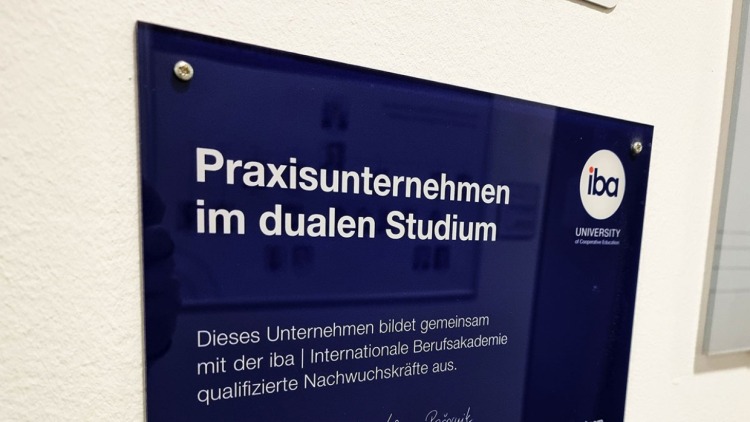 Praxisunternehmen
im dualen Studium
iba
UNIVERSITY
of Cooperative Education
Dieses Unternehmen bildet gemeinsam
mit der iba | Internationale Berufsakademie
qualifizierte Nachwuchskräfte aus.